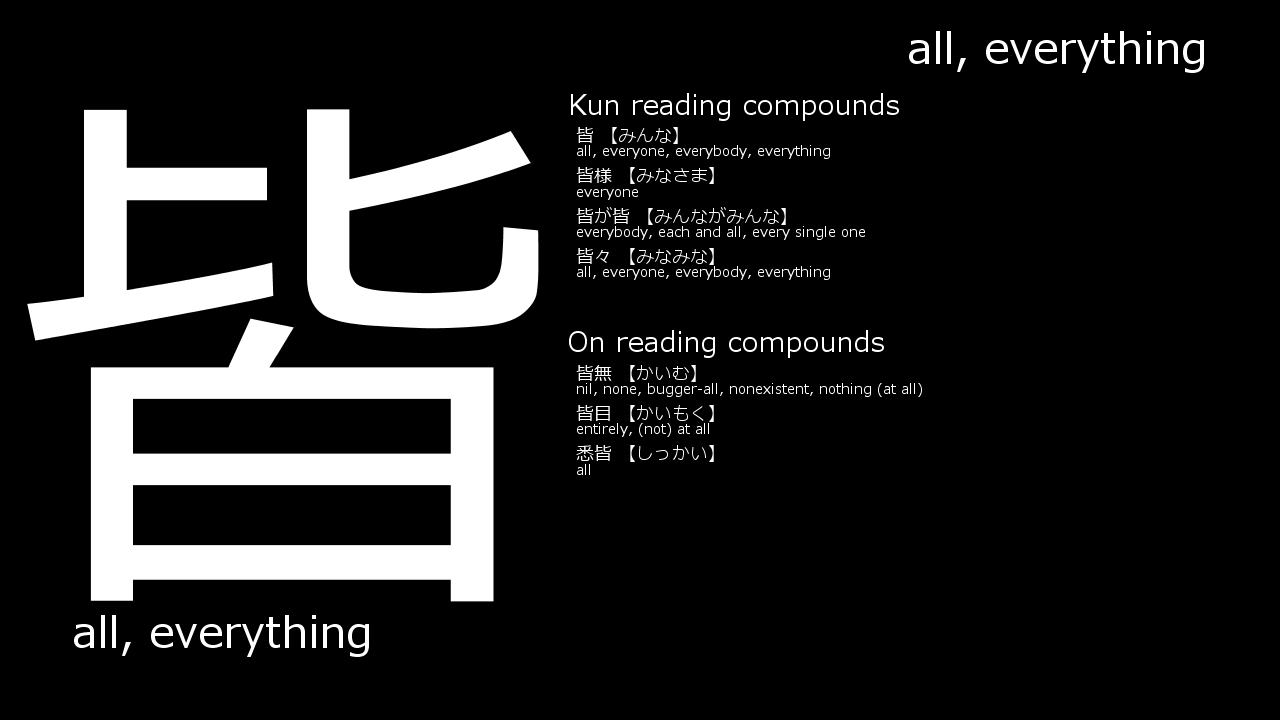 all, everything
皆
all, everything
Kun reading compounds
皆 【みんな】
all, everyone, everybody, everything
皆様 【みなさま】
everyone
皆が皆 【みんながみんな】
everybody, each and all, every single one
皆々 【みなみな】
all, everyone, everybody, everything
On reading compounds
皆無 【かいむ】
nil, none, bugger-all, nonexistent, nothing (at all)
皆目 【かいもく】
entirely, (not) at all
悉皆 【しっかい】
all